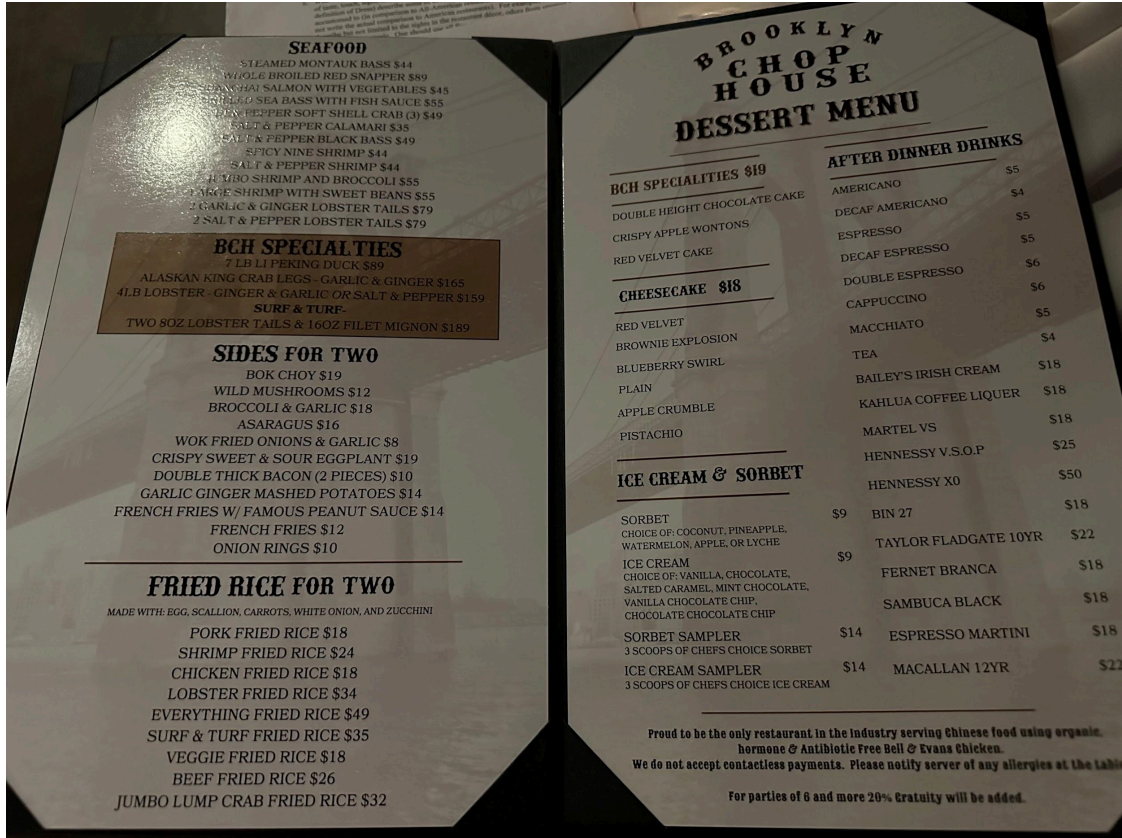 SEAFOOD
STEAMED MONTAUK BASS $44
WHOLE BROILED RED SNAPPER $89
SALMON WITH VEGETABLES $45
SEA BASS WITH FISH SAUCE $55
PEPPER SOFT SHELL CRAB (3) $49
SALT & PEPPER CALAMARI $35
SALT & PEPPER BLACK BASS $49
SPICY NINE SHRIMP $44
SALT & PEPPER SHRIMP $44
JUMBO SHRIMP AND BROCCOLI $55
LARGE SHRIMP WITH SWEET BEANS $55
2 GARLIC & GINGER LOBSTER TAILS $79
2 SALT & PEPPER LOBSTER TAILS $79
BCH SPECIALTIES
7 LB LI PEKING DUCK $89
ALASKAN KING CRAB LEGS - GARLIC & GINGER $165
4LB LOBSTER - GINGER & GARLIC OR SALT & PEPPER $159
SURF & TURF-
TWO 8OZ LOBSTER TAILS & 16OZ FILET MIGNON $189
SIDES FOR TWO
BOK CHOY $19
WILD MUSHROOMS $12
BROCCOLI & GARLIC $18
ASARAGUS $16
WOK FRIED ONIONS & GARLIC $8
CRISPY SWEET & SOUR EGGPLANT $19
DOUBLE THICK BACON (2 PIECES) $10
GARLIC GINGER MASHED POTATOES $14
FRENCH FRIES W/ FAMOUS PEANUT SAUCE $14
FRENCH FRIES $12
ONION RINGS $10
FRIED RICE FOR TWO
MADE WITH: EGG, SCALLION, CARROTS, WHITE ONION, AND ZUCCHINI
PORK FRIED RICE $18
SHRIMP FRIED RICE $24
CHICKEN FRIED RICE $18
LOBSTER FRIED RICE $34
EVERYTHING FRIED RICE $49
SURF & TURF FRIED RICE $35
VEGGIE FRIED RICE $18
BEEF FRIED RICE $26
JUMBO LUMP CRAB FRIED RICE $32
BROOKLYN
CHOP
HOUSE
DESSERT MENU
BCH SPECIALITIES $19
DOUBLE HEIGHT CHOCOLATE CAKE
CRISPY APPLE WONTONS
RED VELVET CAKE
CHEESECAKE $18
RED VELVET
BROWNIE EXPLOSION
BLUEBERRY SWIRL
PLAIN
APPLE CRUMBLE
PISTACHIO
ICE CREAM & SORBET
SORBET $9
CHOICE OF: COCONUT, PINEAPPLE,
WATERMELON, APPLE, OR LYCHE
ICE CREAM $9
CHOICE OF: VANILLA, CHOCOLATE,
SALTED CARAMEL, MINT CHOCOLATE,
VANILLA CHOCOLATE CHIP,
CHOCOLATE CHOCOLATE CHIP
SORBET SAMPLER $14
3 SCOOPS OF CHEFS CHOICE SORBET
ICE CREAM SAMPLER $14
3 SCOOPS OF CHEFS CHOICE ICE CREAM
AFTER DINNER DRINKS
AMERICANO $5
DECAF AMERICANO $4
ESPRESSO $5
DECAF ESPRESSO $5
DOUBLE ESPRESSO $6
CAPPUCCINO $6
MACCHIATO $5
TEA $4
BAILEY'S IRISH CREAM $18
KAHLUA COFFEE LIQUER $18
MARTEL VS $18
HENNESSY V.S.O.P $25
HENNESSY X0 $50
BIN 27 $18
TAYLOR FLADGATE 10YR $22
FERNET BRANCA $18
SAMBUCA BLACK $18
ESPRESSO MARTINI $18
MACALLAN 12YR $22
Proud to be the only restaurant in the industry serving Chinese food using organic,
hormone & Antibiotic Free Bell & Evans Chicken.
We do not accept contactless payments. Please notify server of any allergies at the table
For parties of 6 and more 20% Gratuity will be added.